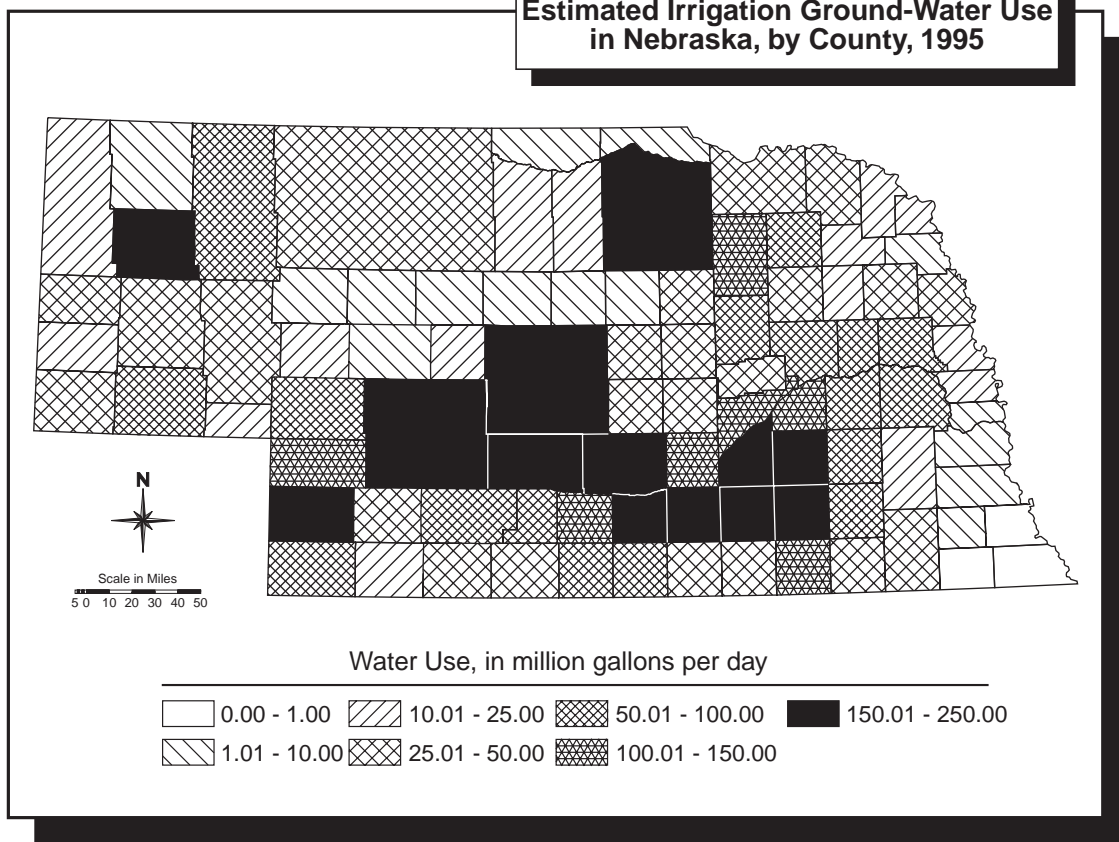 Estimated Irrigation Ground-Water Use
in Nebraska, by County, 1995
N
Scale in Miles
5 0 10 20 30 40 50
Water Use, in million gallons per day
0.00 - 1.00 10.01 - 25.00 50.01 - 100.00 150.01 - 250.00
1.01 - 10.00 25.01 - 50.00 100.01 - 150.00